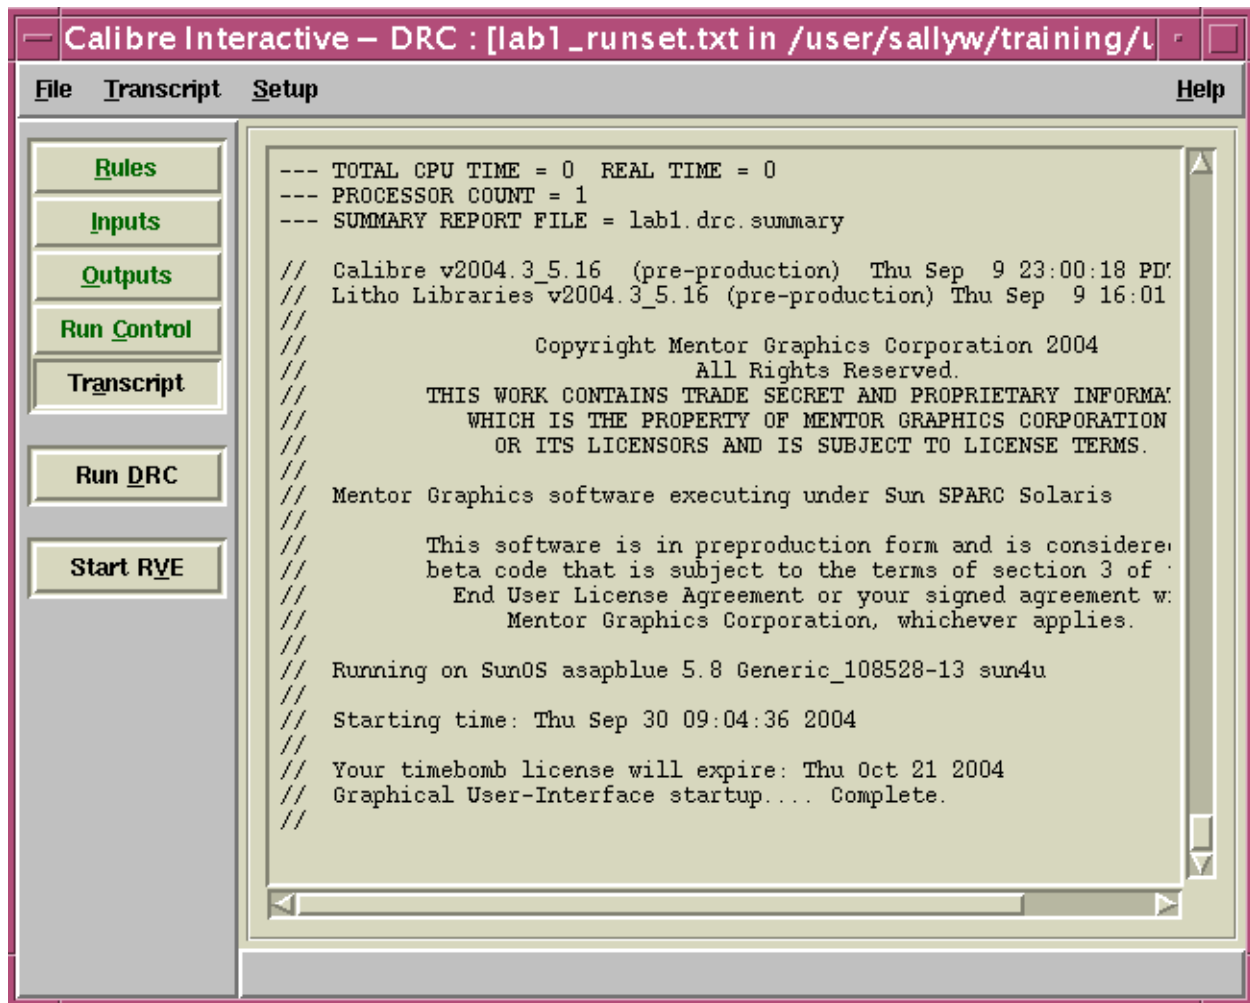 Calibre Interactive – DRC : [lab1_runset.txt in /user/sallyw/training/
File Transcript Setup Help
Rules
Inputs
Outputs
Run Control
Transcript
Run DRC
Start RVE
--- TOTAL CPU TIME = 0 REAL TIME = 0
--- PROCESSOR COUNT = 1
--- SUMMARY REPORT FILE = lab1.drc.summary
// Calibre v2004.3_5.16 (pre-production) Thu Sep 9 23:00:18
// Litho Libraries v2004.3_5.16 (pre-production) Thu Sep 9 16:01
//
// Copyright Mentor Graphics Corporation 2004
// All Rights Reserved.
// THIS WORK CONTAINS TRADE SECRET AND PROPRIETARY
// WHICH IS THE PROPERTY OF MENTOR GRAPHICS CORPORATION
// OR ITS LICENSORS AND IS SUBJECT TO LICENSE TERMS.
//
// Mentor Graphics software executing under Sun SPARC Solaris
//
// This software is in preproduction form and is
// beta code that is subject to the terms of section 3 of
// End User License Agreement or your signed agreement
// Mentor Graphics Corporation, whichever applies.
//
// Running on SunOS asapblue 5.8 Generic_108528-13 sun4u
//
// Starting time: Thu Sep 30 09:04:36 2004
//
// Your timebomb license will expire: Thu Oct 21 2004
// Graphical User-Interface startup.... Complete.
//